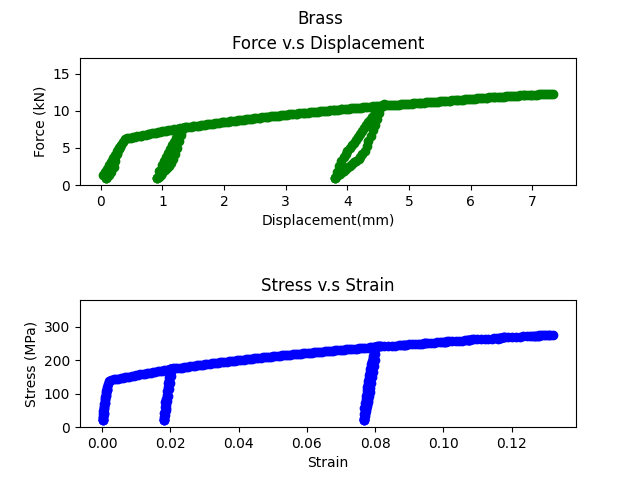 Brass
Force v.s Displacement
15
10
5
0
Force (kN)
0 1 2 3 4 5 6 7
Displacement(mm)
Stress v.s Strain
300
200
100
0
Stress (MPa)
0.00 0.02 0.04 0.06 0.08 0.10 0.12
Strain